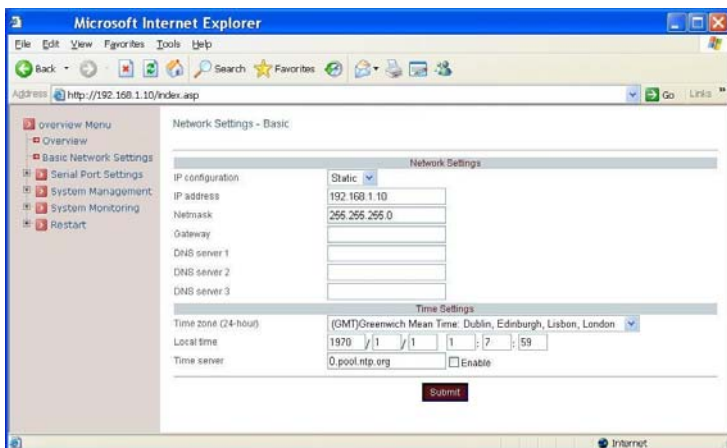 Microsoft Internet Explorer
File Edit View Favorites Tools Help
Back Search Favorites
Address http://192.168.1.10/index.asp Go Links »
overview Menu
Overview
Basic Network Settings
Serial Port Settings
System Management
System Monitoring
Restart
Network Settings - Basic
Network Settings
IP configuration Static
IP address 192.168.1.10
Netmask 255.255.255.0
Gateway
DNS server 1
DNS server 2
DNS server 3
Time Settings
Time zone (24-hour) (GMT)Greenwich Mean Time: Dublin, Edinburgh, Lisbon, London
Local time 1970 / 1 / 1 1 : 7 : 59
Time server 0.pool.ntp.org Enable
Submit
Internet